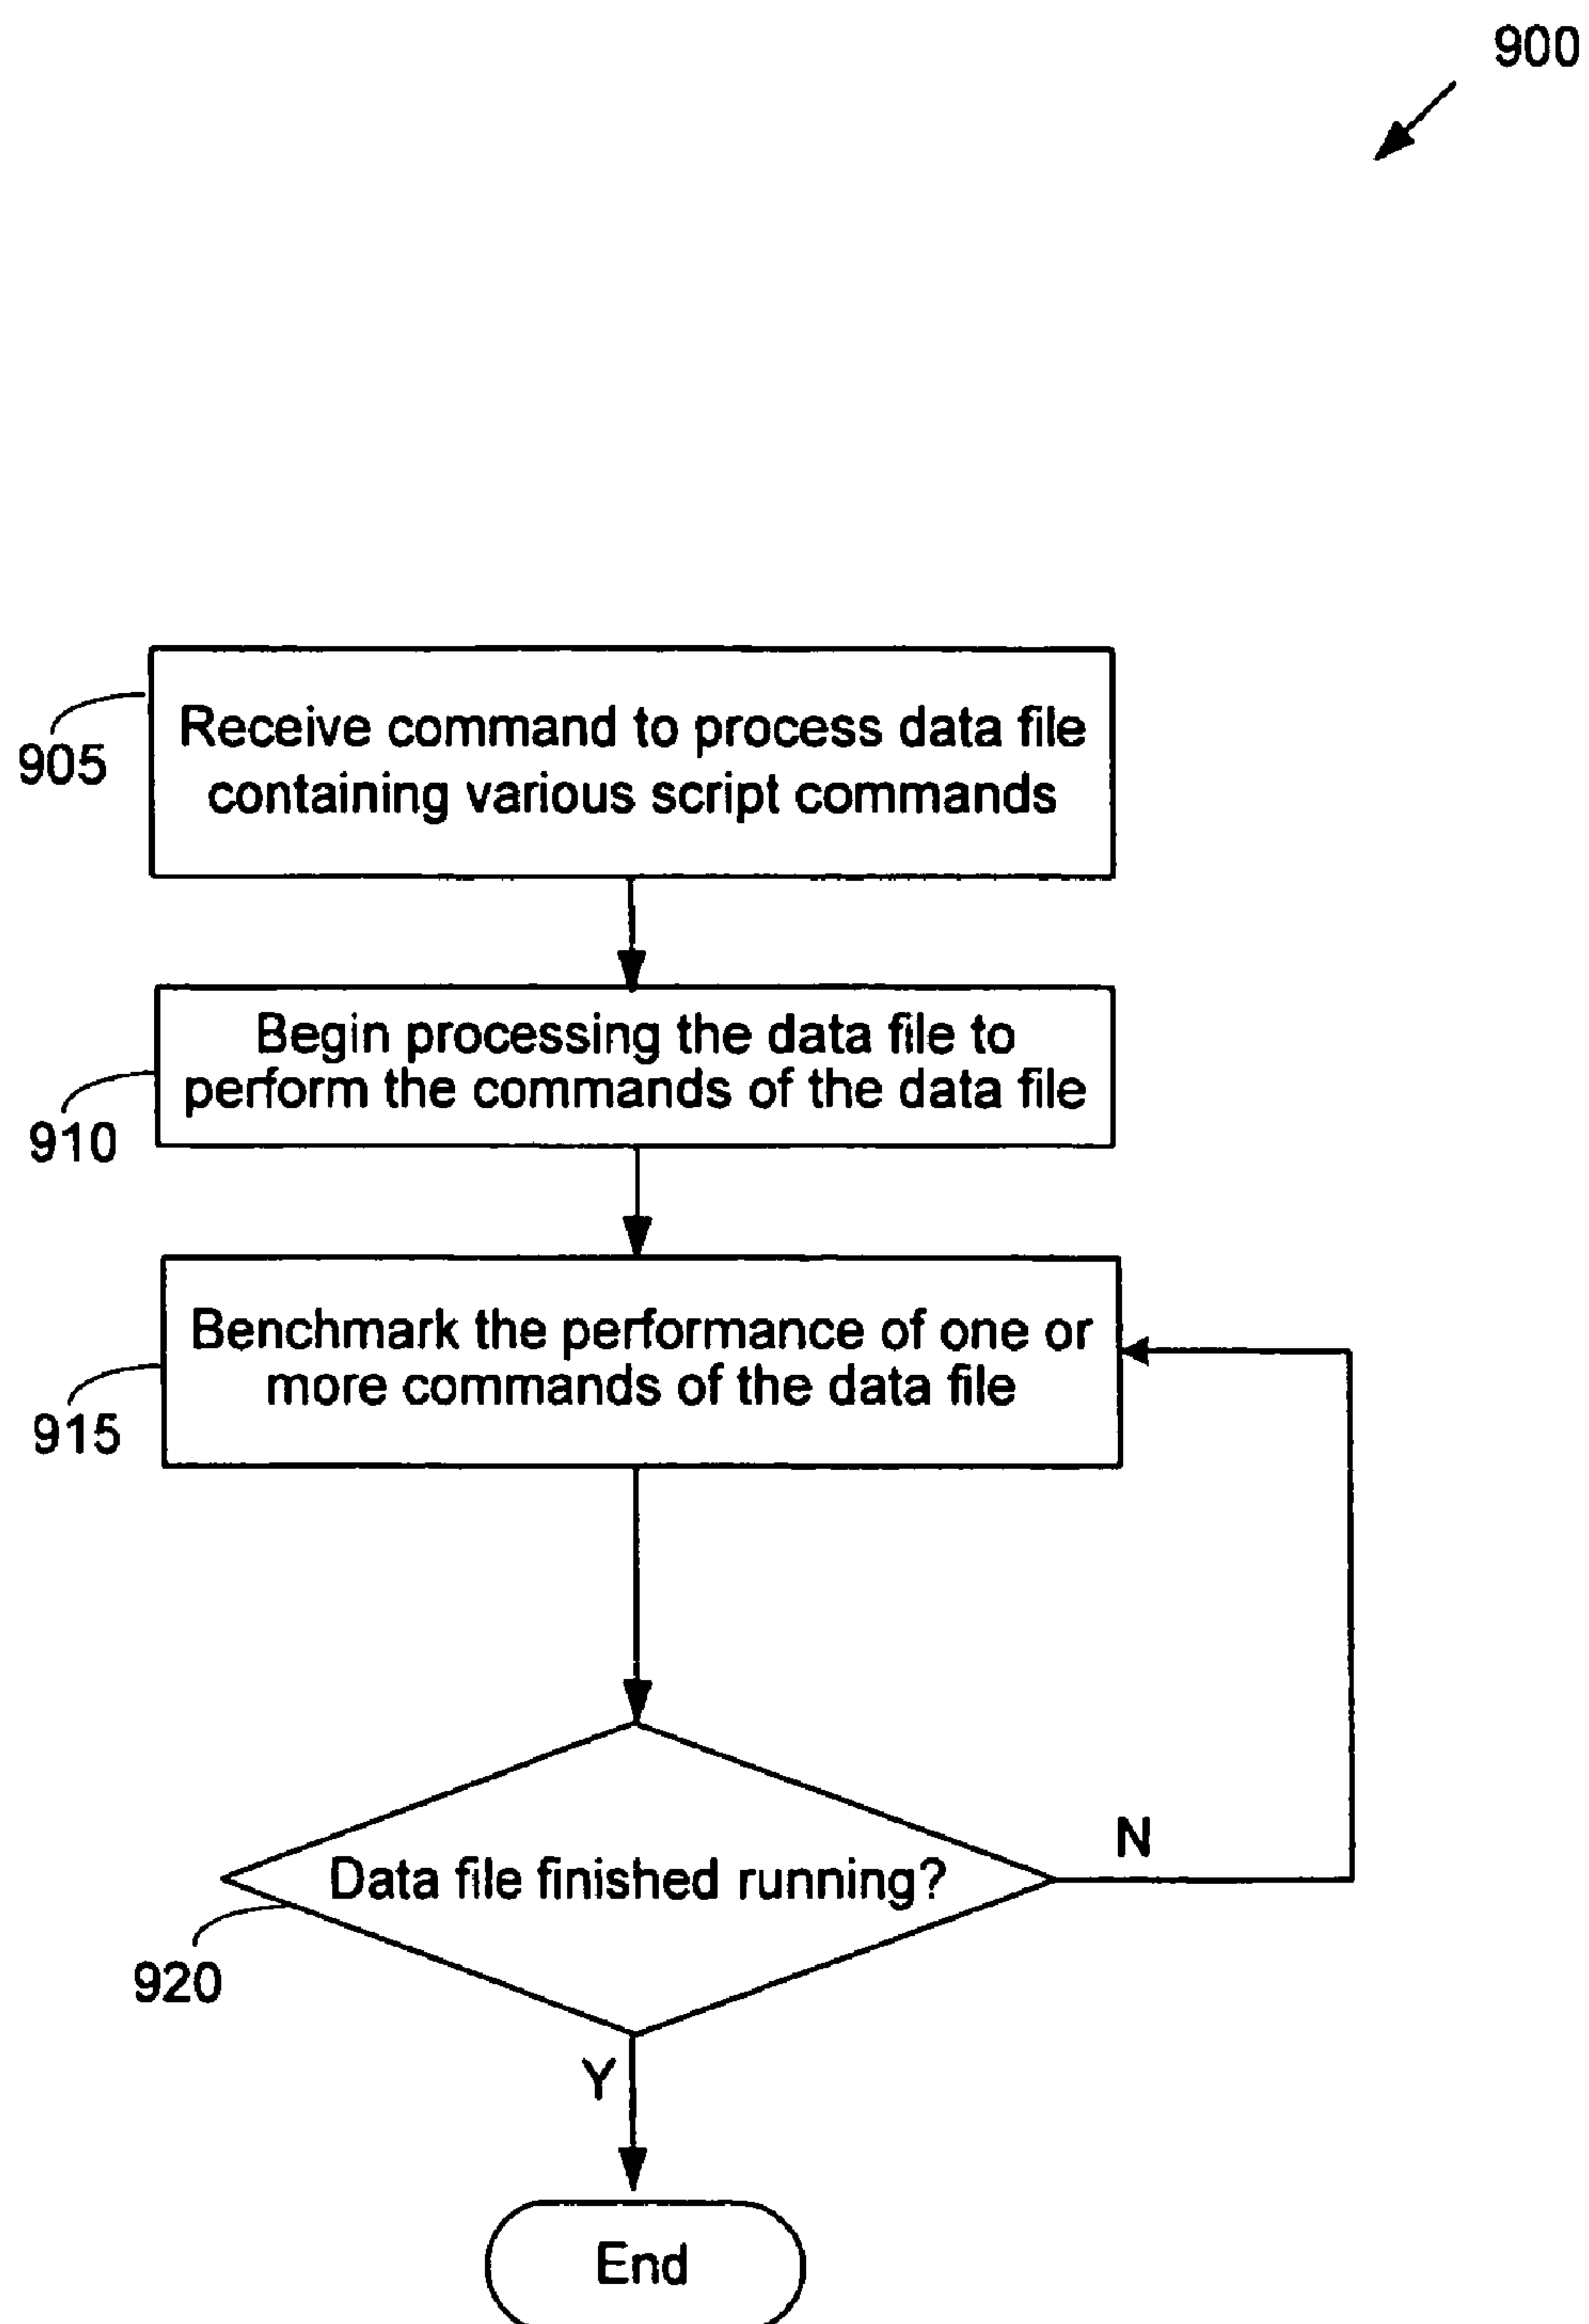 900
Receive command to process data file
containing various script commands
905
Begin processing the data file to
perform the commands of the data file
910
Benchmark the performance of one or
more commands of the data file
915
Data file finished running?
N
920
Y
End